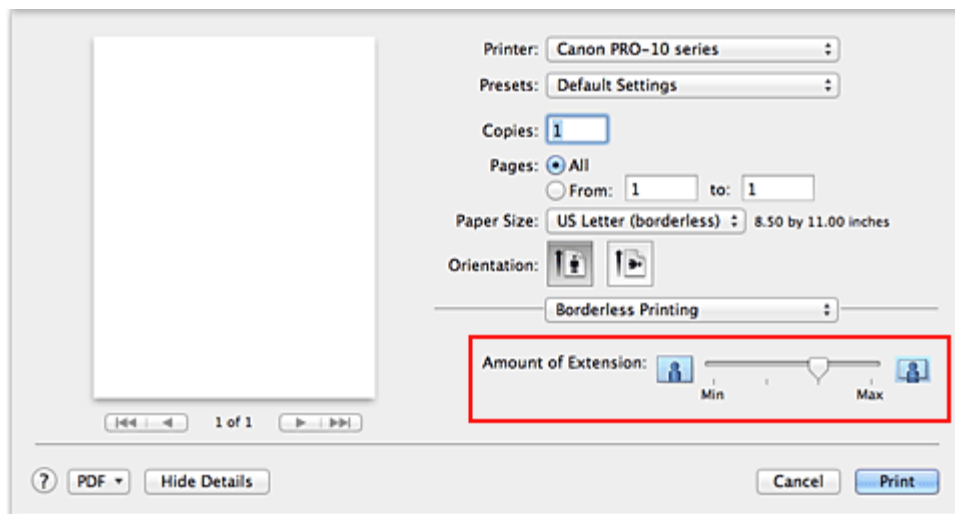 Printer: Canon PRO-10 series
Presets: Default Settings
Copies: 1
Pages: All
From: 1 to: 1
Paper Size: US Letter (borderless) 8.50 by 11.00 inches
Orientation:
Borderless Printing
Amount of Extension:
Min Max
1 of 1
? PDF Hide Details Cancel Print